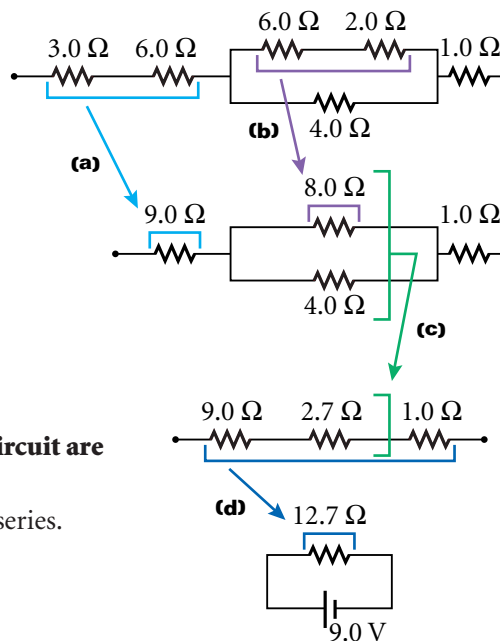 6.0 Ω 2.0 Ω
3.0 Ω 6.0 Ω 1.0 Ω
4.0 Ω
(b)
(a)
8.0 Ω
9.0 Ω 1.0 Ω
4.0 Ω
(c)
9.0 Ω 2.7 Ω 1.0 Ω
ircuit are
(d)
series.
12.7 Ω
9.0 V